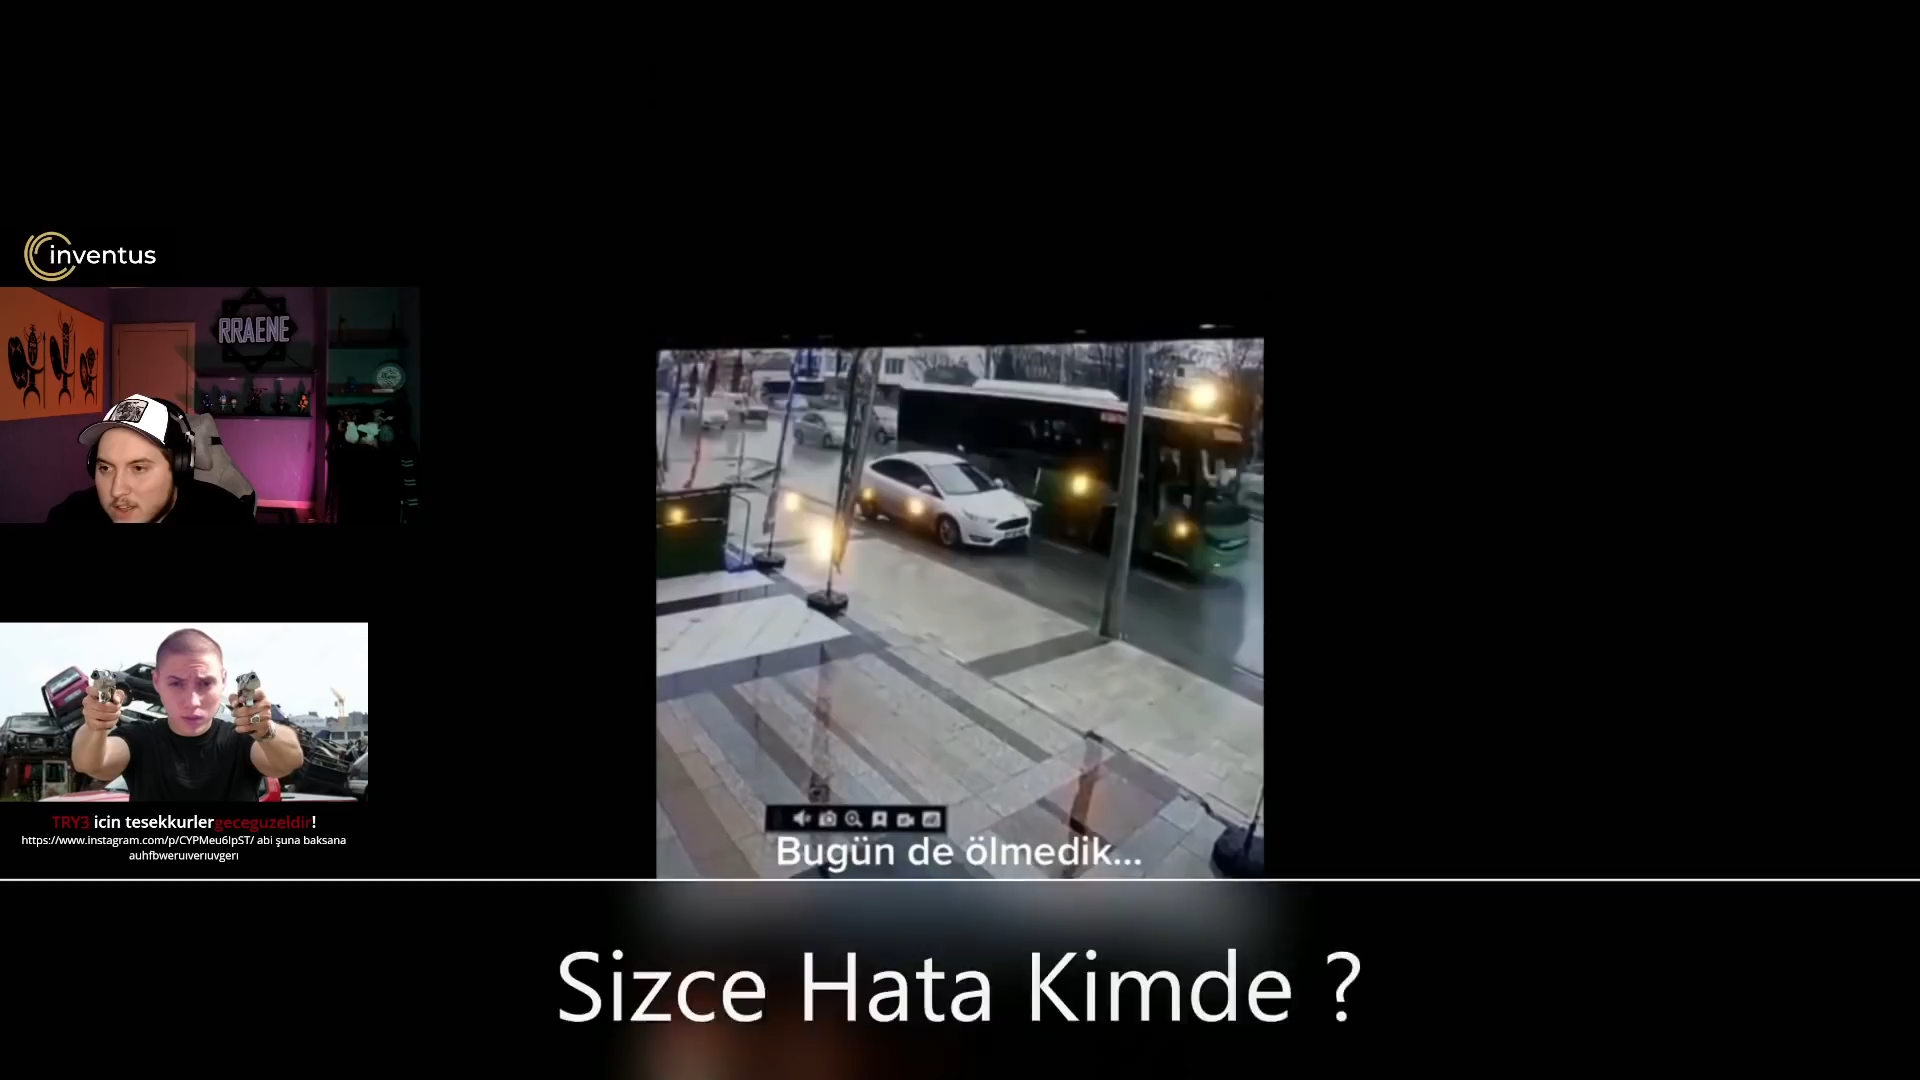 inventus
RRAENE
TRY3 icin tesekkurler geceguzeldir!
https://www.instagram.com/p/CYPMeu6lpST/ abi şuna baksana
auhfbweruıverıuvgerı
Bugün de ölmedik...
Sizce Hata Kimde ?